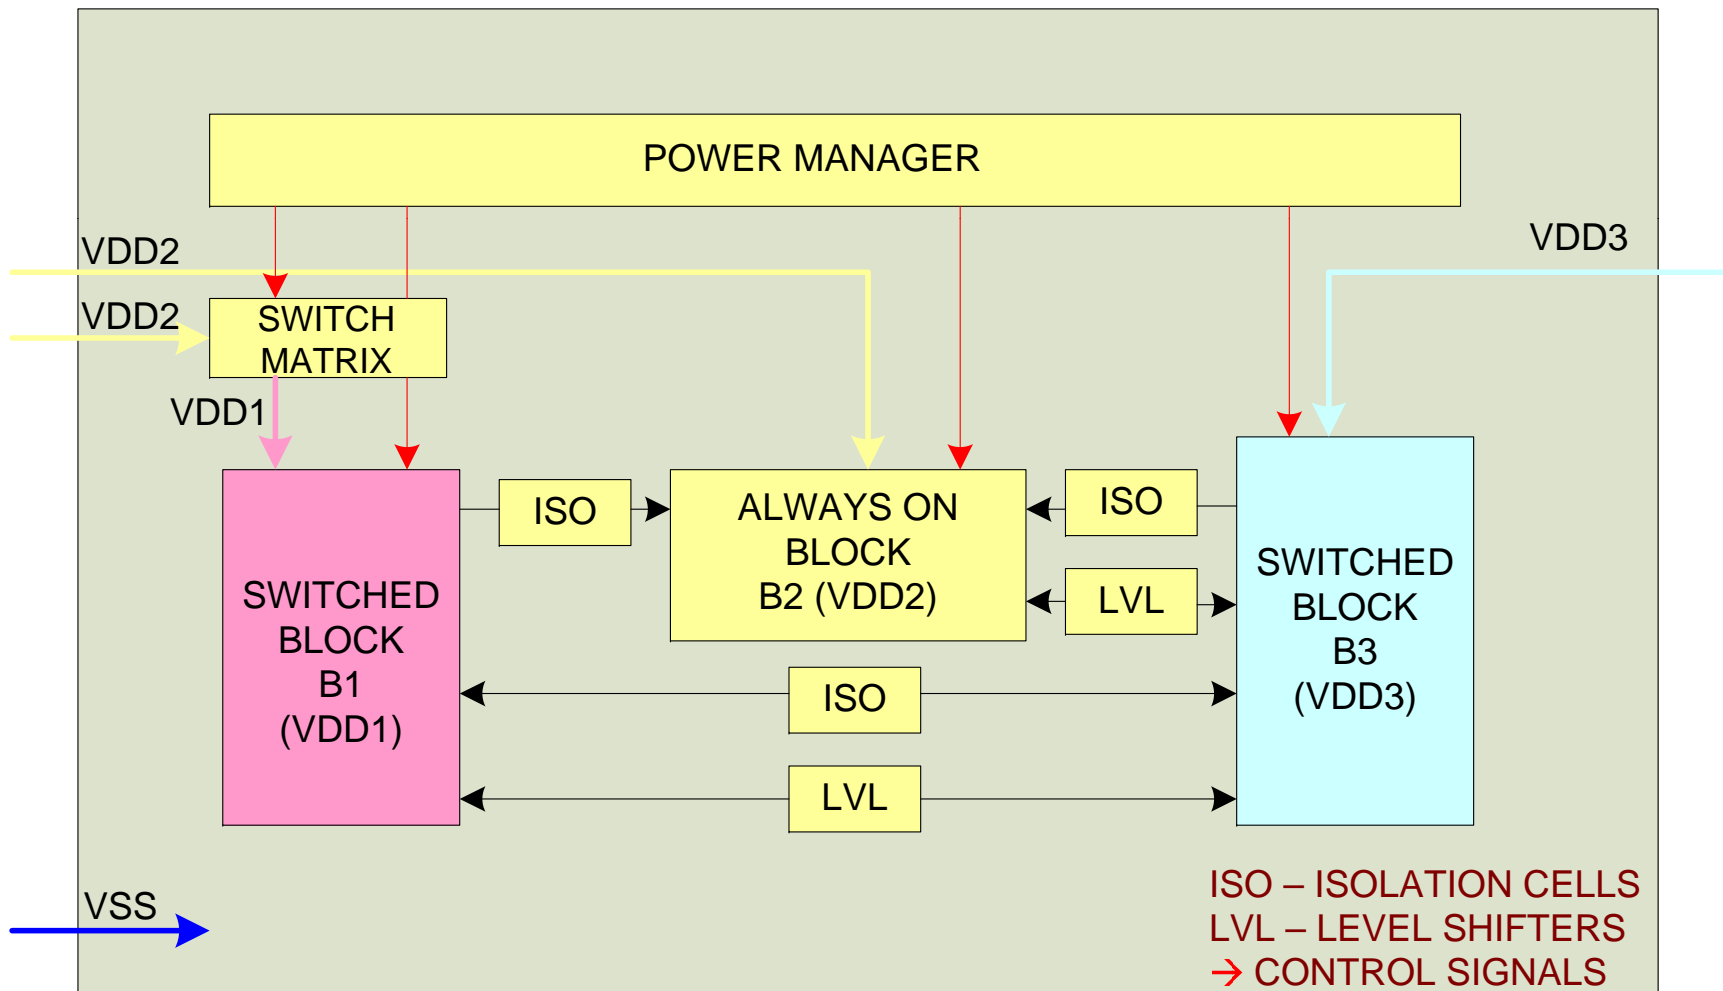 POWER MANAGER
VDD2
VDD3
VDD2
SWITCH
MATRIX
VDD1
SWITCHED
BLOCK
B1
(VDD1)
ISO
ALWAYS ON
BLOCK
B2 (VDD2)
ISO
LVL
SWITCHED
BLOCK
B3
(VDD3)
ISO
LVL
VSS
ISO – ISOLATION CELLS
LVL – LEVEL SHIFTERS
→ CONTROL SIGNALS